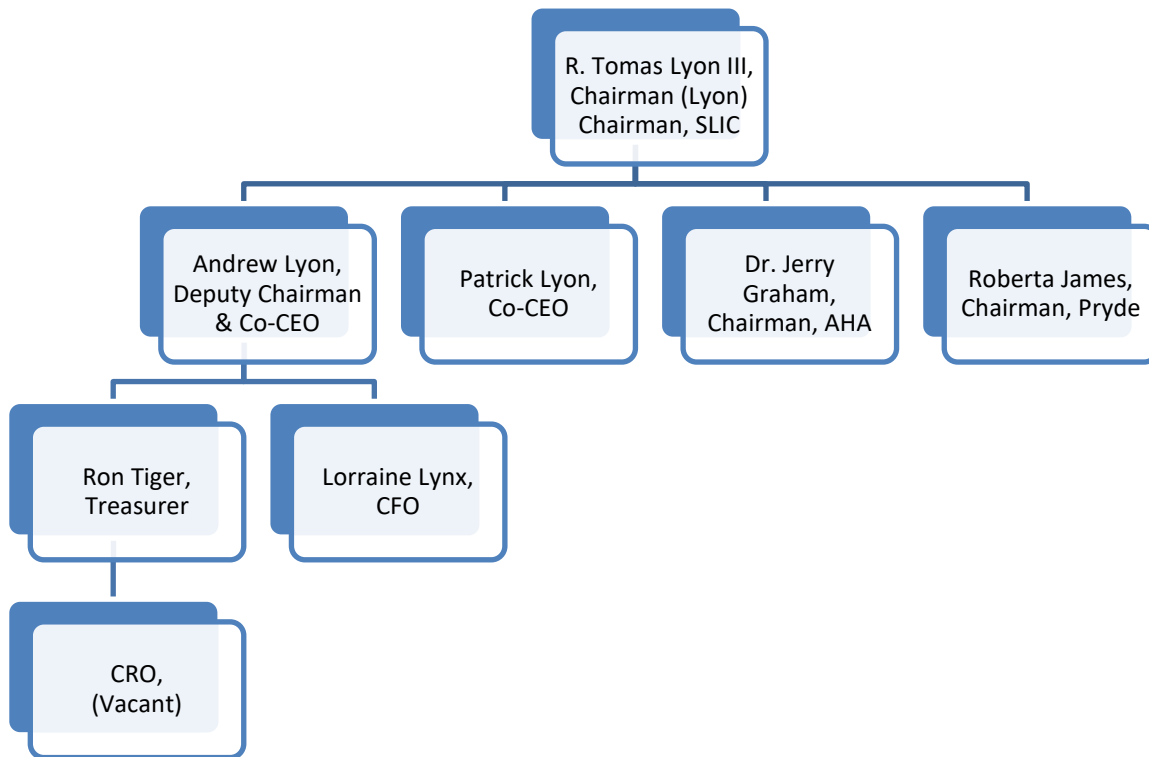 R. Tomas Lyon III,
Chairman (Lyon)
Chairman, SLIC
Andrew Lyon,
Deputy Chairman
& Co-CEO
Patrick Lyon,
Co-CEO
Dr. Jerry
Graham,
Chairman, AHA
Roberta James,
Chairman, Pryde
Ron Tiger,
Treasurer
Lorraine Lynx,
CFO
CRO,
(Vacant)